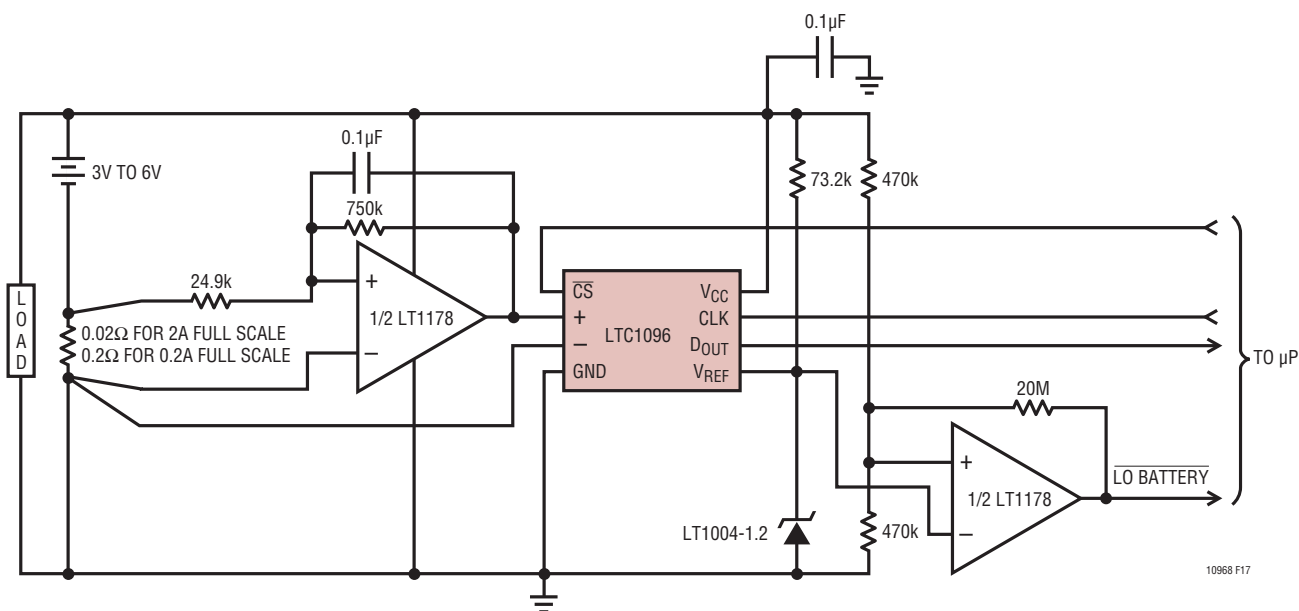 0.1µF
0.1µF
3V TO 6V
750k
73.2k
470k
24.9k
L
O
A
D
0.02Ω FOR 2A FULL SCALE
0.2Ω FOR 0.2A FULL SCALE
+
1/2 LT1178
–
CS
+
–
GND
LTC1096
VCC
CLK
DOUT
VREF
TO µP
20M
+
1/2 LT1178
–
LO BATTERY
LT1004-1.2
470k
10968 F17